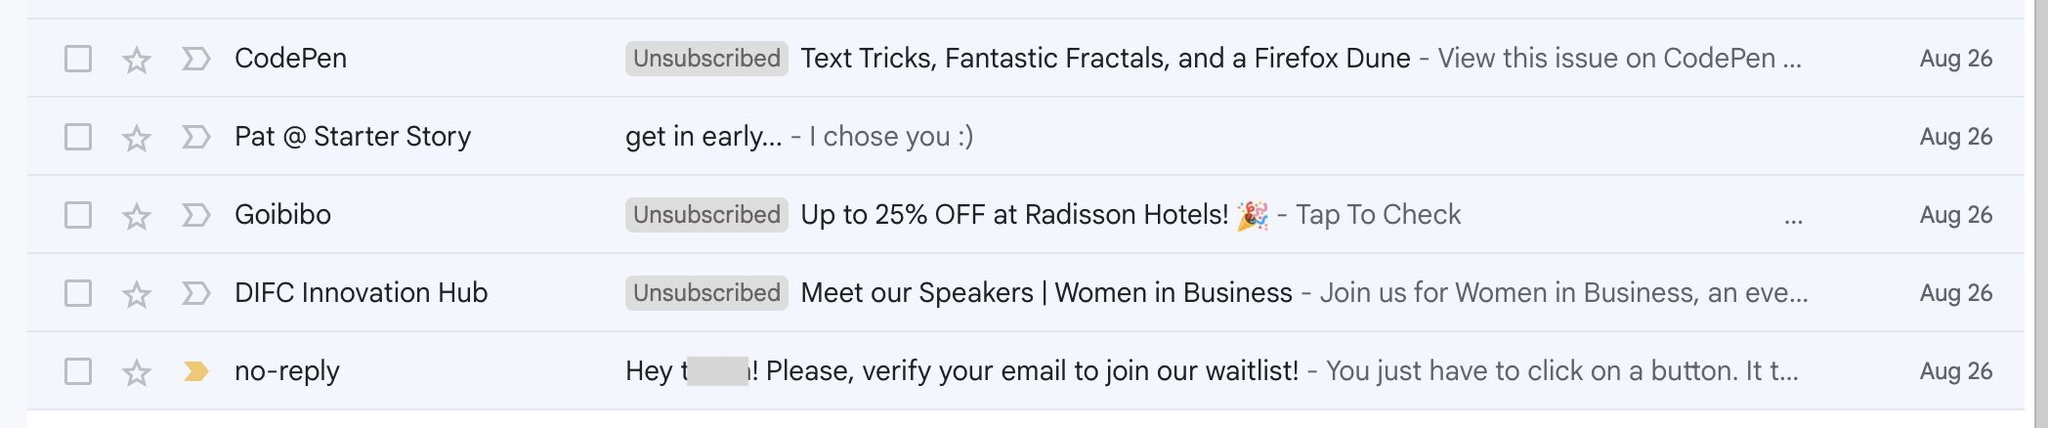 CodePen Unsubscribed Text Tricks, Fantastic Fractals, and a Firefox Dune - View this issue on CodePen ... Aug 26
Pat @ Starter Story get in early... - I chose you :) Aug 26
Goibibo Unsubscribed Up to 25% OFF at Radisson Hotels! 🎉 - Tap To Check ... Aug 26
DIFC Innovation Hub Unsubscribed Meet our Speakers | Women in Business - Join us for Women in Business, an eve... Aug 26
no-reply Hey ! Please, verify your email to join our waitlist! - You just have to click on a button. It t... Aug 26